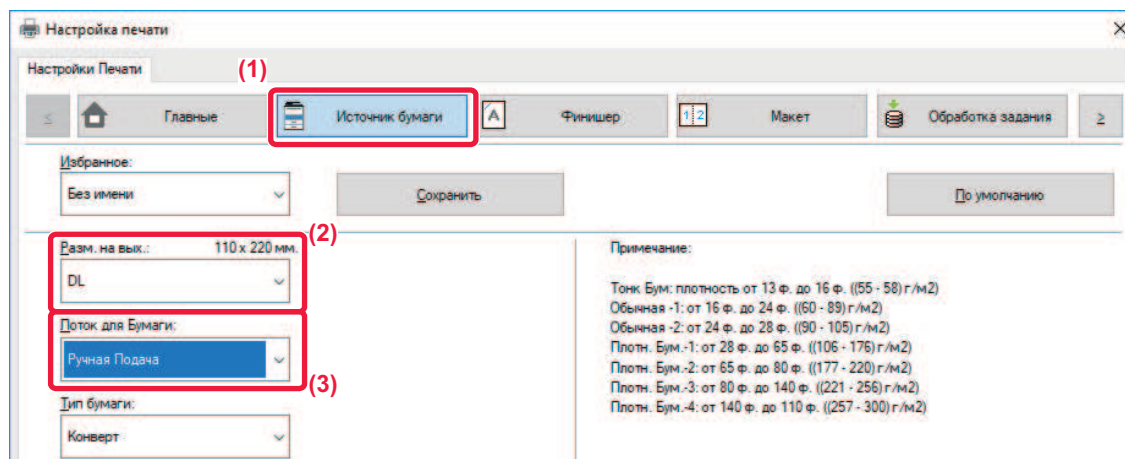 Настройка печати
Настройки Печати
(1)
≤ Главные Источник бумаги A Финишер 1 2 Макет Обработка задания ≥
Избранное:
Без имени Сохранить По умолчанию
(2)
Разм. на вых.: 110 x 220 мм.
DL
Поток для Бумаги:
Ручная Подача
(3)
Тип бумаги:
Конверт
Примечание:
Тонк Бум: плотность от 13 ф. до 16 ф. ((55 - 58) г/м2)
Обычная -1: от 16 ф. до 24 ф. ((60 - 89) г/м2)
Обычная -2: от 24 ф. до 28 ф. ((90 - 105) г/м2)
Плотн. Бум.-1: от 28 ф. до 65 ф. ((106 - 176) г/м2)
Плотн. Бум.-2: от 65 ф. до 80 ф. ((177 - 220) г/м2)
Плотн. Бум.-3: от 80 ф. до 140 ф. ((221 - 256) г/м2)
Плотн. Бум.-4: от 140 ф. до 110 ф. ((257 - 300) г/м2)